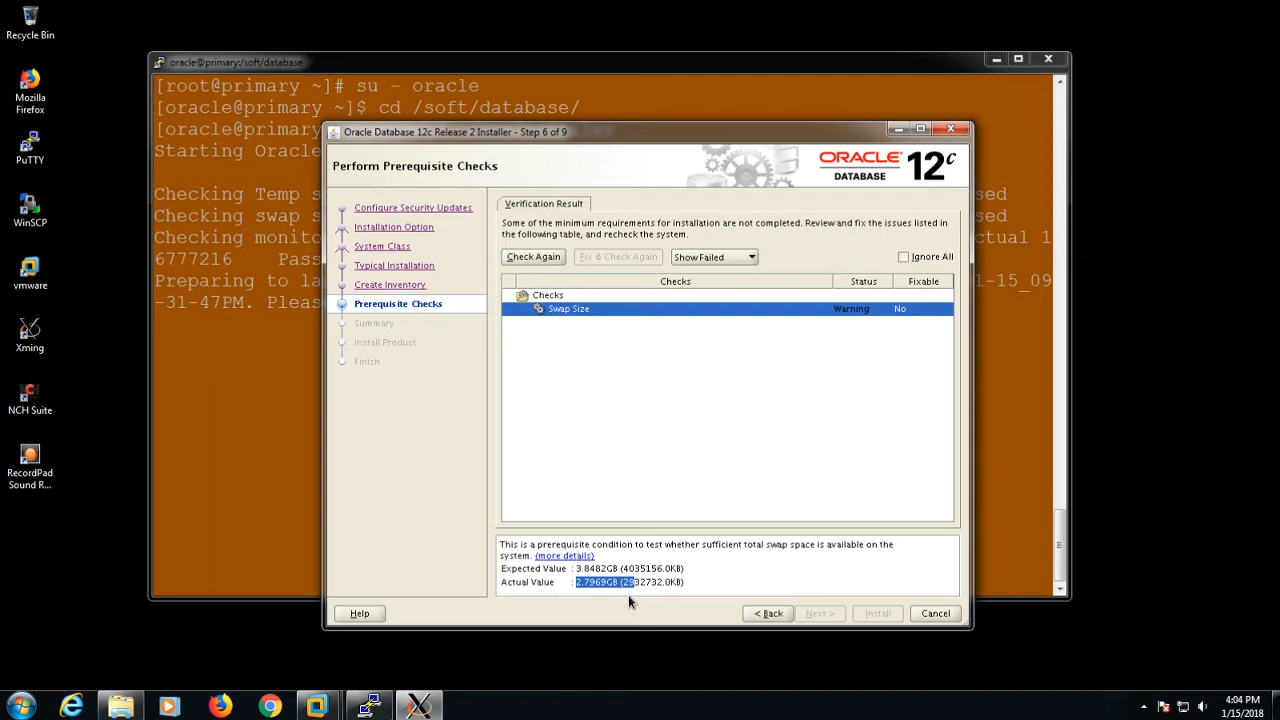 Recycle Bin
Mozilla
Firefox
PuTTY
WinSCP
vmware
Xming
NCH Suite
RecordPad
Sound R...
oracle@primary:/soft/database
[root@primary ~]# su - oracle
[oracle@primary ~]$ cd /soft/database/
[oracle@prima
Starting Oracle
Checking Temp s
sed
Checking swap s
sed
Checking monito
ctual 1
6777216 Pass
Preparing to la
1-15_09
-31-47PM. Pleas
Oracle Database 12c Release 2 Installer - Step 6 of 9
Perform Prerequisite Checks
ORACLE
DATABASE
12c
Configure Security Updates
Installation Option
System Class
Typical Installation
Create Inventory
Prerequisite Checks
Summary
Install Product
Finish
Verification Result
Some of the minimum requirements for installation are not completed. Review and fix the issues listed in
the following table, and recheck the system.
Check Again
Fix & Check Again
Show Failed
Ignore All
Checks Status Fixable
Checks
Swap Size Warning No
This is a prerequisite condition to test whether sufficient total swap space is available on the
system. (more details)
Expected Value : 3.8482GB (4035156.0KB)
Actual Value : 2.7969GB (2932732.0KB)
Help
< Back
Next >
Install
Cancel
4:04 PM
1/15/2018